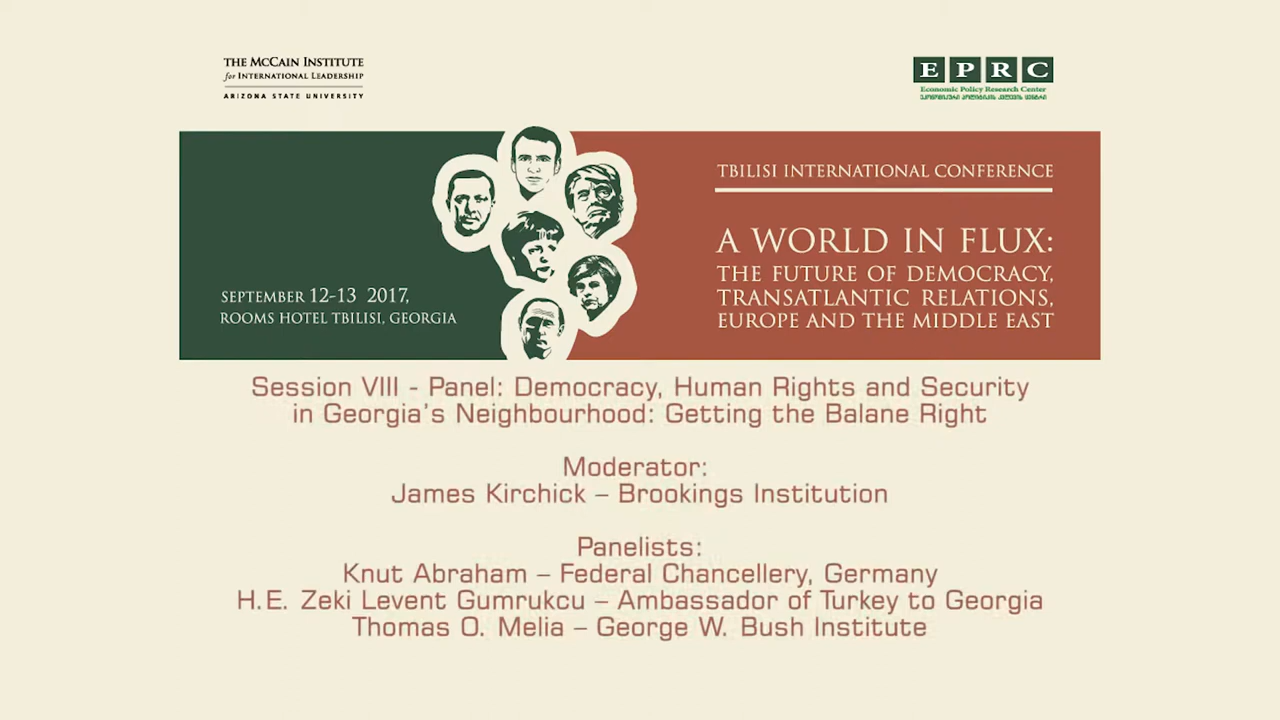 THE MCCAIN INSTITUTE
for INTERNATIONAL LEADERSHIP
ARIZONA STATE UNIVERSITY
EPRC
Economic Policy Research Center
ეკონომიკური პოლიტიკის კვლევის ცენტრი
SEPTEMBER 12-13 2017,
ROOMS HOTEL TBILISI, GEORGIA
TBILISI INTERNATIONAL CONFERENCE
A WORLD IN FLUX:
THE FUTURE OF DEMOCRACY,
TRANSATLANTIC RELATIONS,
EUROPE AND THE MIDDLE EAST
Session VIII - Panel: Democracy, Human Rights and Security
in Georgia's Neighbourhood: Getting the Balane Right
Moderator:
James Kirchick – Brookings Institution
Panelists:
Knut Abraham – Federal Chancellery, Germany
H.E. Zeki Levent Gumrukcu – Ambassador of Turkey to Georgia
Thomas O. Melia – George W. Bush Institute